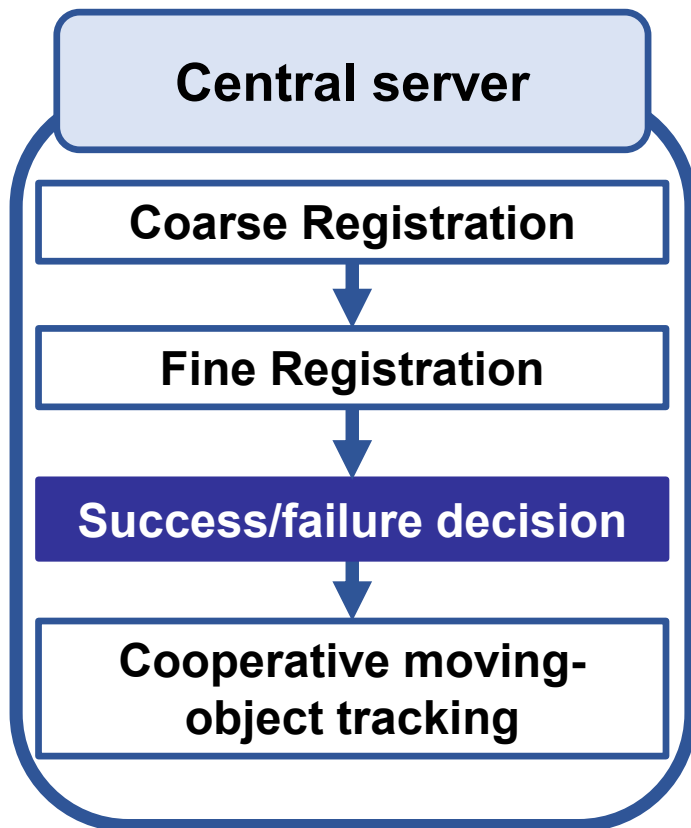 Central server
Coarse Registration
Fine Registration
Success/failure decision
Cooperative moving-
object tracking